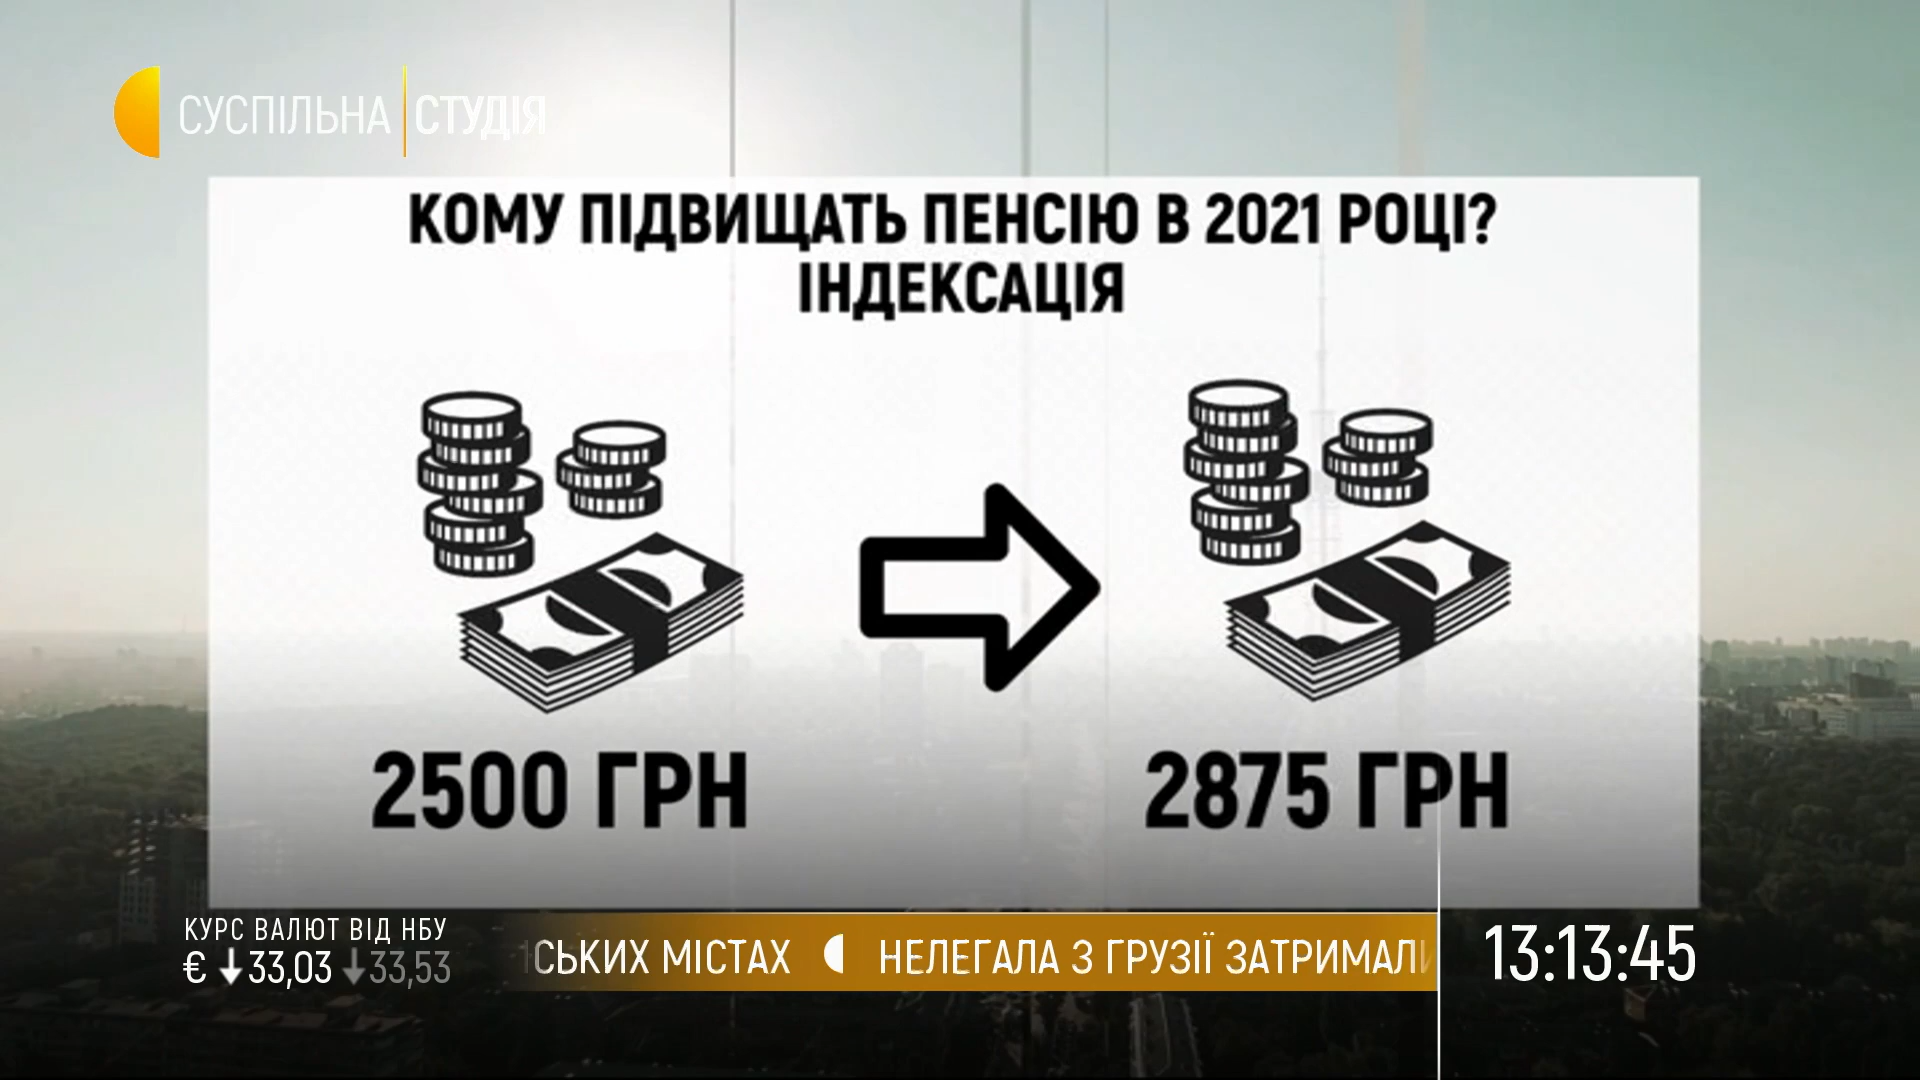 СУСПІЛЬНА СТУДІЯ
КОМУ ПІДВИЩАТЬ ПЕНСІЮ В 2021 РОЦІ?
ІНДЕКСАЦІЯ
2500 ГРН
2875 ГРН
КУРС ВАЛЮТ ВІД НБУ
€ 33,03 33,53
СЬКИХ МІСТАХ НЕЛЕГАЛА З ГРУЗІЇ ЗАТРИМАЛИ
13:13:45